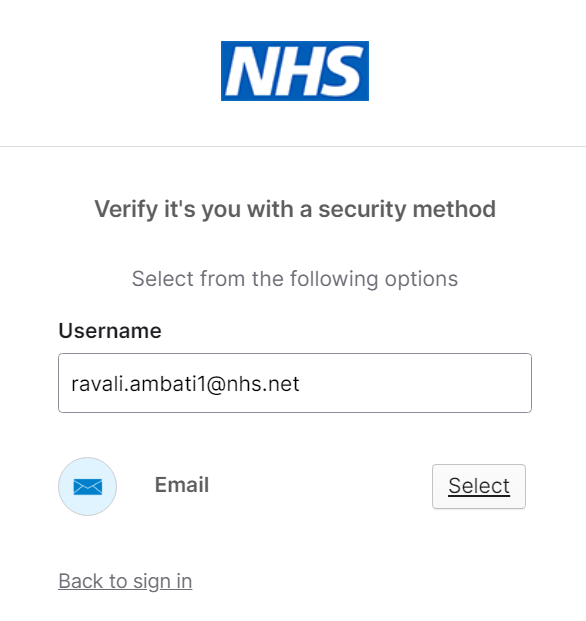 NHS
Verify it's you with a security method
Select from the following options
Username
ravali.ambati1@nhs.net
Email
Select
Back to sign in